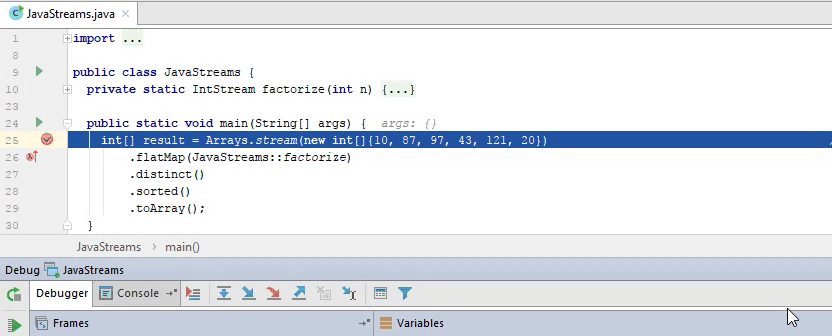 JavaStreams.java
1 import ...
8
9 public class JavaStreams {
10 private static IntStream factorize(int n) {...}
23
24 public static void main(String[] args) { args: {}
25 int[] result = Arrays.stream(new int[]{10, 87, 97, 43, 121, 20})
26 .flatMap(JavaStreams::factorize)
27 .distinct()
28 .sorted()
29 .toArray();
30 }
JavaStreams main()
Debug JavaStreams
Debugger Console
Frames Variables